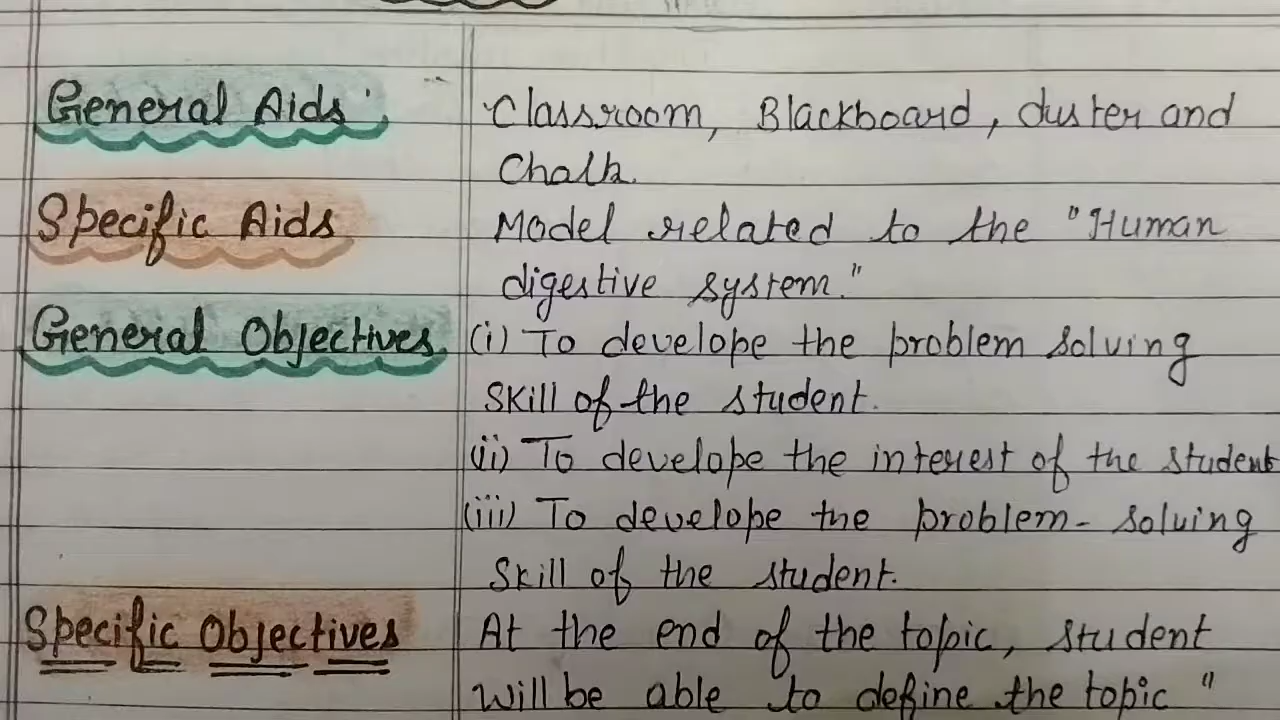 General Aids Classroom, Blackboard, duster and
Chalk.
Specific Aids Model related to the "Human
digestive system."
General Objectives (i) To develope the problem solving
Skill of the student.
(ii) To develope the interest of the student
(iii) To develope the problem- solving
Skill of the student.
Specific Objectives At the end of the topic, student
will be able to define the topic "